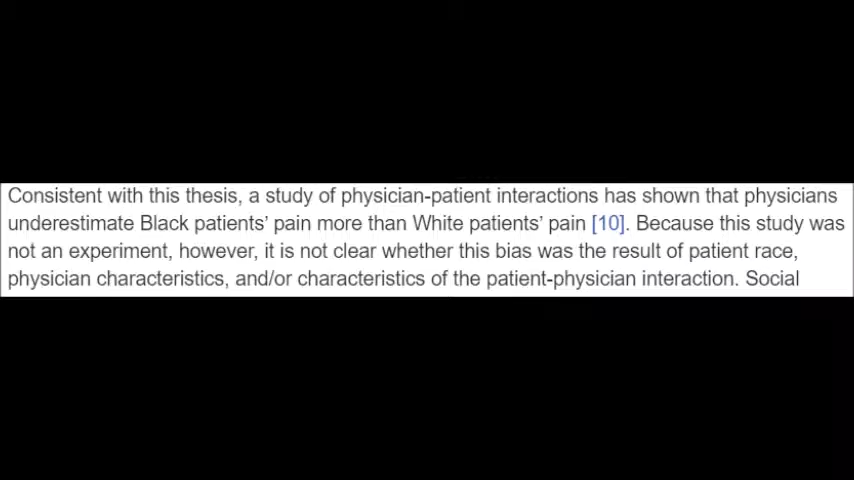 Consistent with this thesis, a study of physician-patient interactions has shown that physicians
underestimate Black patients’ pain more than White patients’ pain [10]. Because this study was
not an experiment, however, it is not clear whether this bias was the result of patient race,
physician characteristics, and/or characteristics of the patient-physician interaction. Social